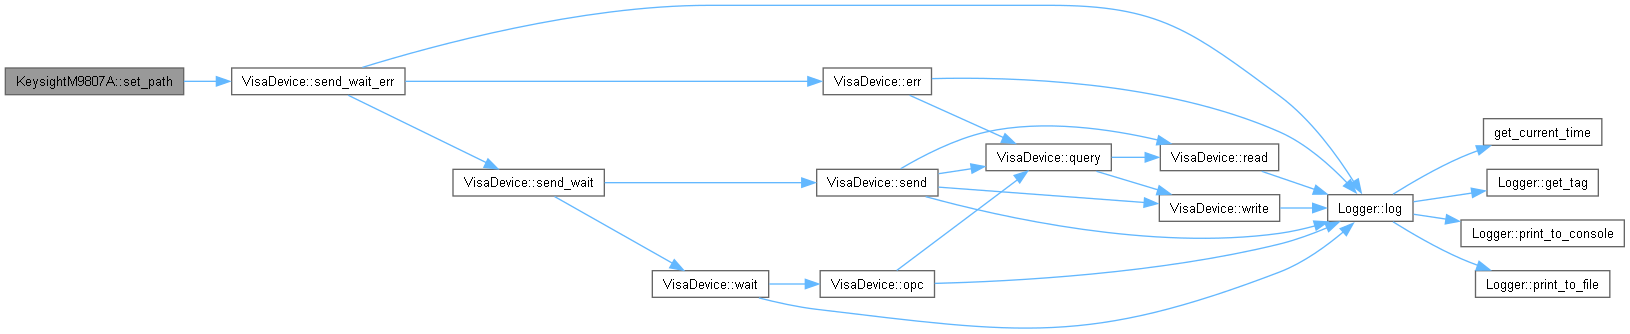 KeysightM9807A::set_path
VisaDevice::send_wait_err
VisaDevice::send_wait
VisaDevice::wait
VisaDevice::err
VisaDevice::send
VisaDevice::opc
VisaDevice::query
VisaDevice::read
VisaDevice::write
Logger::log
get_current_time
Logger::get_tag
Logger::print_to_console
Logger::print_to_file